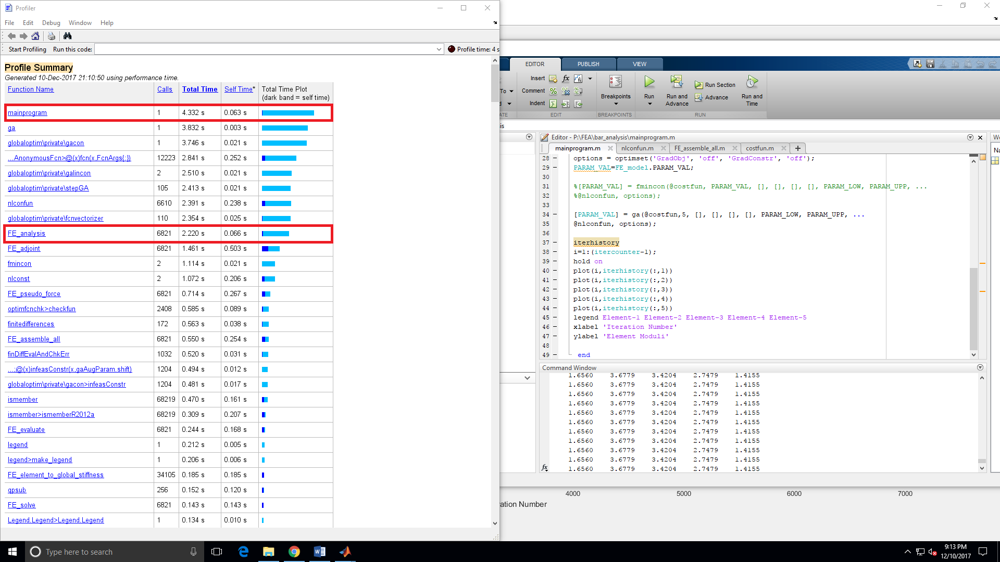 Profiler
File Edit Debug Window Help
Start Profiling Run this code: Profile time: 4 s
Profile Summary
Generated 10-Dec-2017 21:10:50 using performance time.
Function Name Calls Total Time Self Time* Total Time Plot
(dark band = self time)
mainprogram 1 4.332 s 0.063 s
ga 1 3.832 s 0.003 s
globaloptim\private\gacon 1 3.746 s 0.021 s
...AnonymousFcn>@(x)fcn(x,FcnArgs{:}) 12223 2.841 s 0.252 s
globaloptim\private\galincon 2 2.510 s 0.021 s
globaloptim\private\stepGA 105 2.413 s 0.021 s
nlconfun 6610 2.391 s 0.238 s
globaloptim\private\fcnvectorizer 110 2.354 s 0.025 s
FE_analysis 6821 2.220 s 0.066 s
FE_adjoint 6821 1.461 s 0.503 s
fmincon 2 1.114 s 0.021 s
nlconst 2 1.072 s 0.206 s
FE_pseudo_force 6821 0.714 s 0.267 s
optimfcnchk>checkfun 2408 0.585 s 0.089 s
finitedifferences 172 0.563 s 0.038 s
FE_assemble_all 6821 0.550 s 0.254 s
finDiffEvalAndChkErr 1032 0.520 s 0.031 s
...;@(x)infeasConstr(x,gaAugParam.shift) 1204 0.494 s 0.012 s
globaloptim\private\gacon>infeasConstr 1204 0.481 s 0.017 s
ismember 68219 0.470 s 0.161 s
ismember>ismemberR2012a 68219 0.309 s 0.207 s
FE_evaluate 6821 0.244 s 0.168 s
legend 1 0.212 s 0.005 s
legend>make_legend 1 0.206 s 0.006 s
FE_element_to_global_stiffness 34105 0.185 s 0.185 s
qpsub 256 0.152 s 0.120 s
FE_solve 6821 0.143 s 0.143 s
Legend.Legend>Legend.Legend 1 0.134 s 0.010 s
EDITOR PUBLISH VIEW
Insert fx
To Comment %
Indent
Breakpoints
Run
Run and
Advance
Run Section
Advance
Run and
Time
EDIT BREAKPOINTS RUN
Editor - P:\FEA\bar_analysis\mainprogram.m
mainprogram.m nlconfun.m FE_assemble_all.m costfun.m +
28 options = optimset('GradObj', 'off', 'GradConstr', 'off');
29 PARAM_VAL=FE_model.PARAM_VAL;
30
31 %[PARAM_VAL] = fmincon(@costfun, PARAM_VAL, [], [], [], [], PARAM_LOW, PARAM_UPP, ...
32 %@nlconfun, options);
33
34 [PARAM_VAL] = ga(@costfun,5, [], [], [], [], PARAM_LOW, PARAM_UPP, ...
35 @nlconfun, options);
36
37 iterhistory
38 i=1:(itercounter-1);
39 hold on
40 plot(i,iterhistory(:,1))
41 plot(i,iterhistory(:,2))
42 plot(i,iterhistory(:,3))
43 plot(i,iterhistory(:,4))
44 plot(i,iterhistory(:,5))
45 legend Element-1 Element-2 Element-3 Element-4 Element-5
46 xlabel 'Iteration Number'
47 ylabel 'Element Moduli'
48
49 end
Command Window
1.6560 3.6779 3.4204 2.7479 1.4155
1.6560 3.6779 3.4204 2.7479 1.4155
1.6560 3.6779 3.4204 2.7479 1.4155
1.6560 3.6779 3.4204 2.7479 1.4155
1.6560 3.6779 3.4204 2.7479 1.4155
1.6560 3.6779 3.4204 2.7479 1.4155
1.6560 3.6779 3.4204 2.7479 1.4155
1.6560 3.6779 3.4204 2.7479 1.4155
1.6560 3.6779 3.4204 2.7479 1.4155
1.6560 3.6779 3.4204 2.7479 1.4155
1.6560 3.6779 3.4204 2.7479 1.4155
fx
4000 5000 6000 7000
ration Number
Type here to search
9:13 PM
12/10/2017